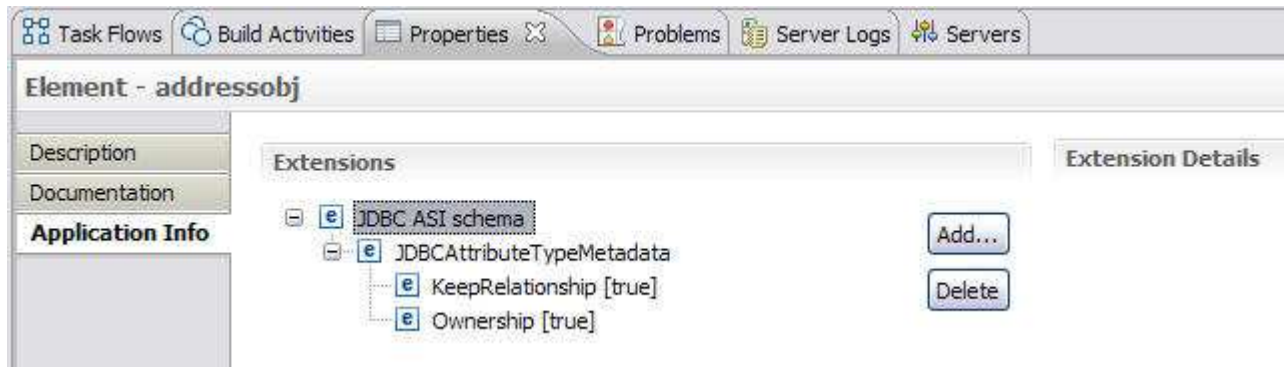 Task Flows Build Activities Properties Problems Server Logs Servers
Element - addressobj
Description
Documentation
Application Info
Extensions
e JDBC ASI schema
e JDBCAttributeTypeMetadata
e KeepRelationship [true]
e Ownership [true]
Add...
Delete
Extension Details